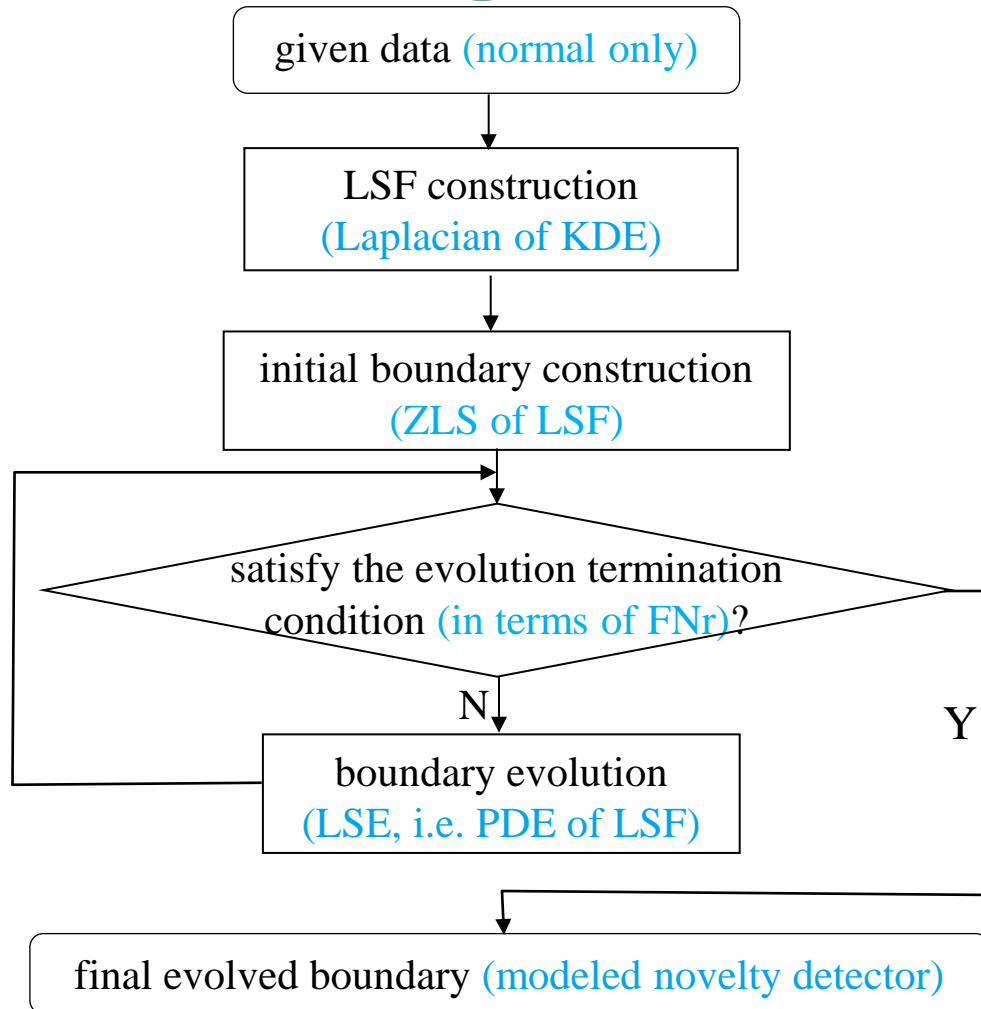 given data (normal only)
LSF construction
(Laplacian of KDE)
initial boundary construction
(ZLS of LSF)
satisfy the evolution termination
condition (in terms of FNr)?
N
Y
boundary evolution
(LSE, i.e. PDE of LSF)
final evolved boundary (modeled novelty detector)